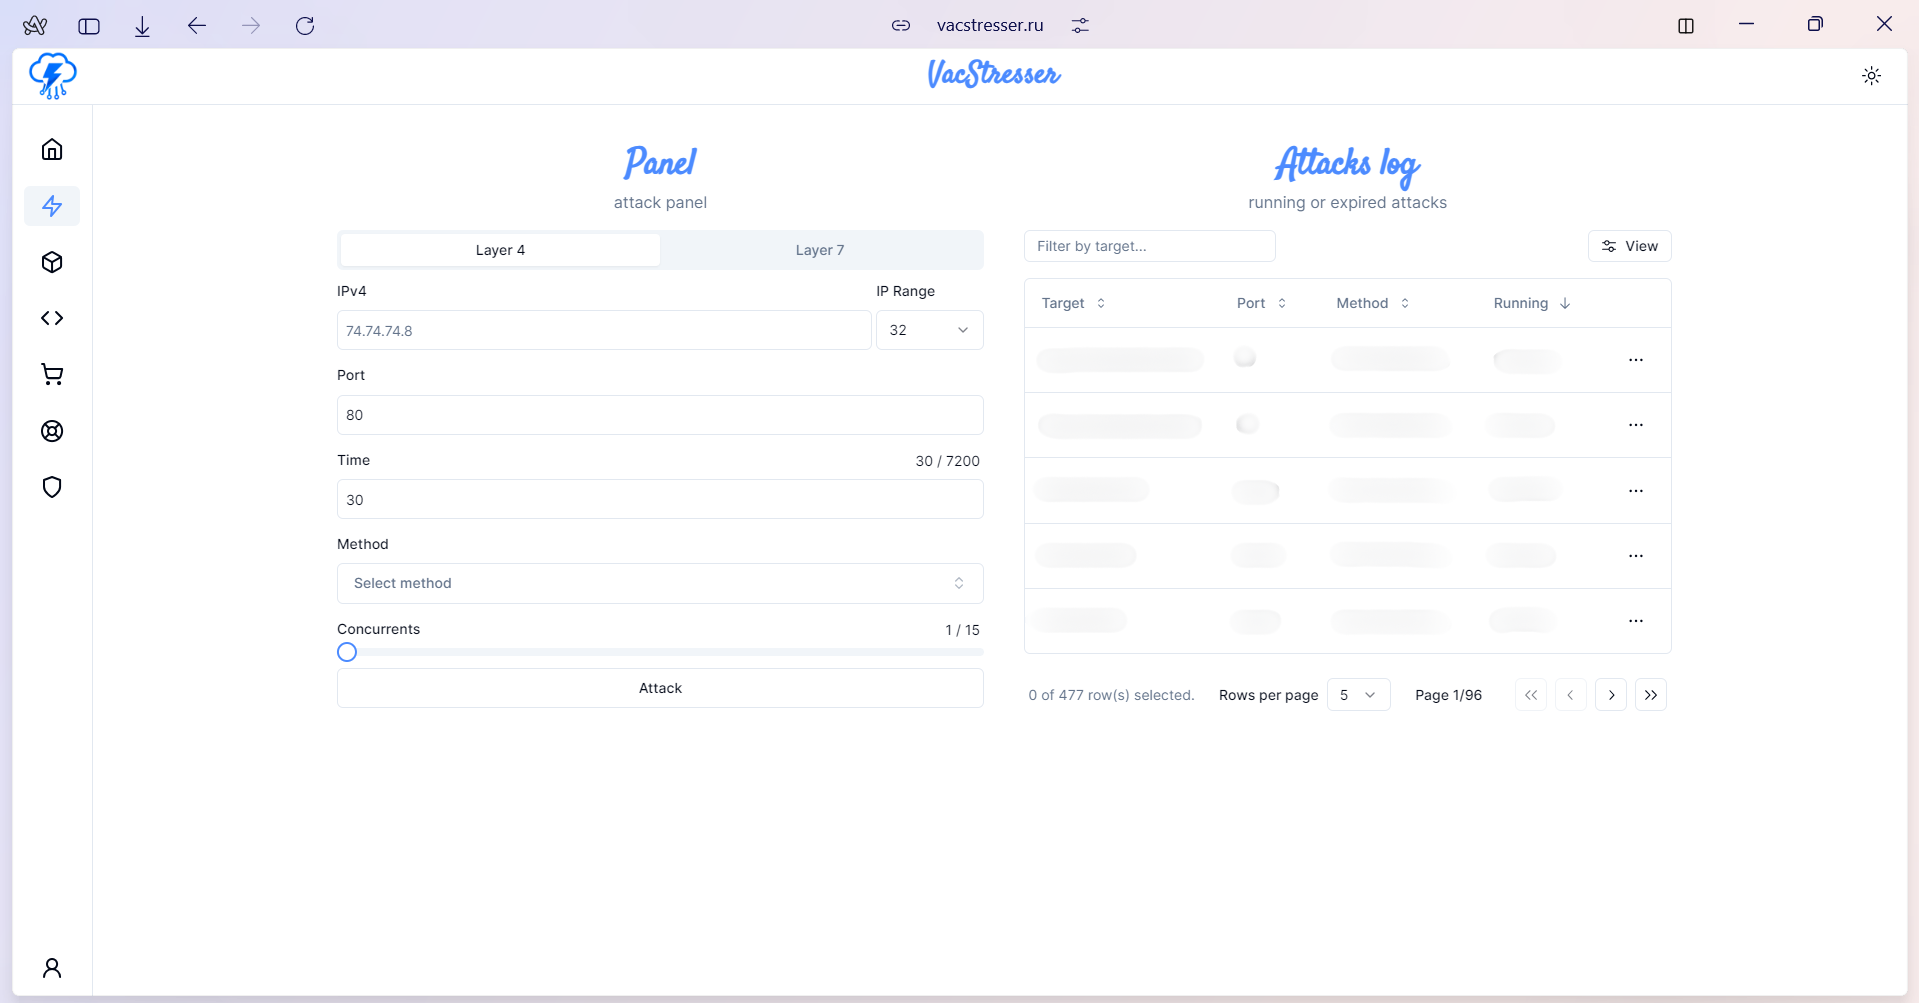 vacstresser.ru
VacStresser
Panel
attack panel
Layer 4
Layer 7
IPv4
IP Range
74.74.74.8
32
Port
80
Time
30 / 7200
30
Method
Select method
Concurrents
1 / 15
Attack
Attacks log
running or expired attacks
Filter by target...
View
Target
Port
Method
Running
0 of 477 row(s) selected.
Rows per page
5
Page 1/96